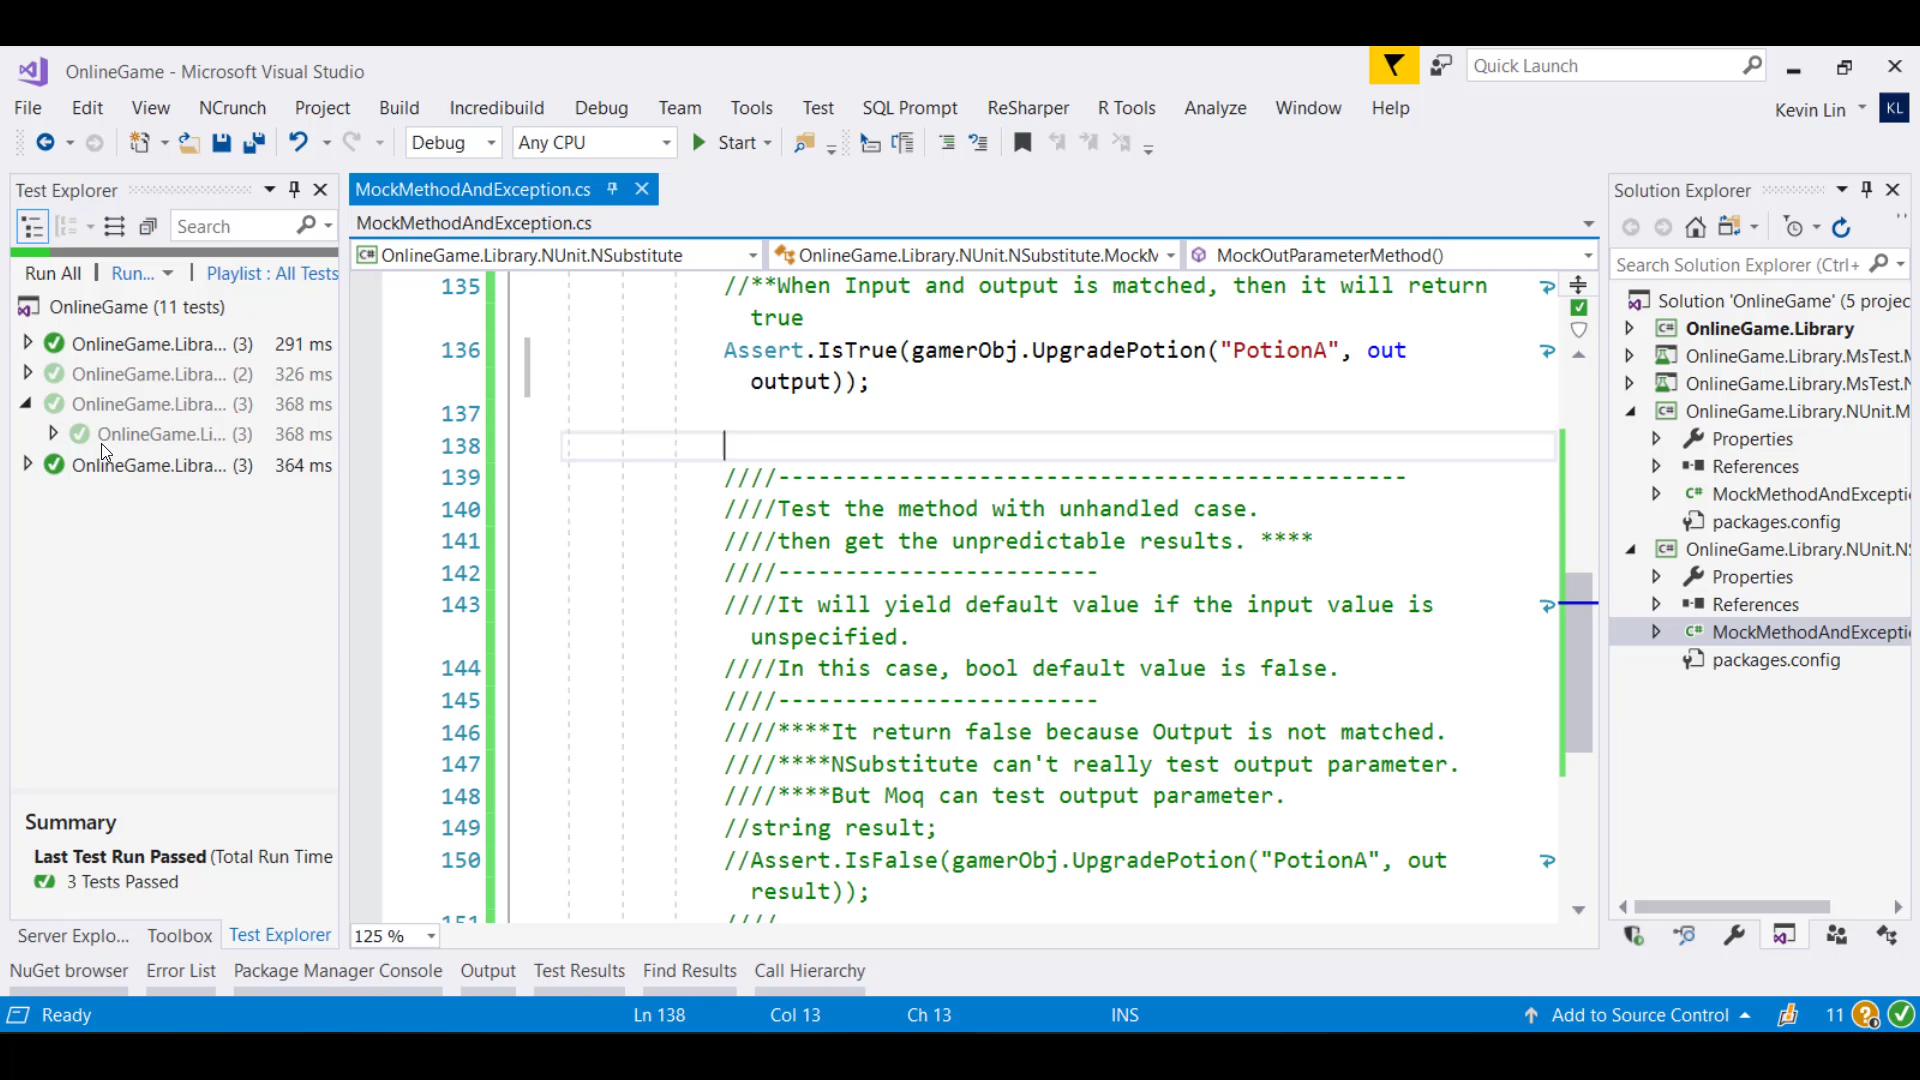 OnlineGame - Microsoft Visual Studio
Quick Launch
File Edit View NCrunch Project Build Incredibuild Debug Team Tools Test SQL Prompt ReSharper R Tools Analyze Window Help
Kevin Lin KL
Debug Any CPU Start
Test Explorer
Search
Run All | Run... Playlist : All Tests
OnlineGame (11 tests)
OnlineGame.Libra... (3) 291 ms
OnlineGame.Libra... (2) 326 ms
OnlineGame.Libra... (3) 368 ms
OnlineGame.Li... (3) 368 ms
OnlineGame.Libra... (3) 364 ms
Summary
Last Test Run Passed (Total Run Time
3 Tests Passed
Server Explo... Toolbox Test Explorer
MockMethodAndException.cs
MockMethodAndException.cs
OnlineGame.Library.NUnit.NSubstitute OnlineGame.Library.NUnit.NSubstitute.MockM MockOutParameterMethod()
135 //**When Input and output is matched, then it will return
true
136 Assert.IsTrue(gamerObj.UpgradePotion("PotionA", out
output));
137
138
139 ////-----------------------------------------------
140 ////Test the method with unhandled case.
141 ////then get the unpredictable results. ****
142 ////------------------------
143 ////It will yield default value if the input value is
unspecified.
144 ////In this case, bool default value is false.
145 ////------------------------
146 ////****It return false because Output is not matched.
147 ////****NSubstitute can't really test output parameter.
148 ////****But Moq can test output parameter.
149 //string result;
150 //Assert.IsFalse(gamerObj.UpgradePotion("PotionA", out
result));
151 ////
125 %
Solution Explorer
Search Solution Explorer (Ctrl+
Solution 'OnlineGame' (5 projec
OnlineGame.Library
OnlineGame.Library.MsTest.M
OnlineGame.Library.MsTest.N
OnlineGame.Library.NUnit.M
Properties
References
MockMethodAndExcepti
packages.config
OnlineGame.Library.NUnit.NS
Properties
References
MockMethodAndExcepti
packages.config
NuGet browser Error List Package Manager Console Output Test Results Find Results Call Hierarchy
Ready Ln 138 Col 13 Ch 13 INS Add to Source Control 11